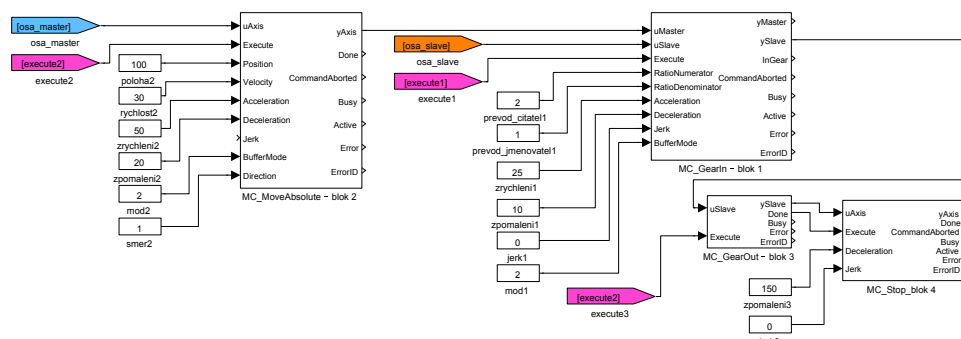 [osa_master]
osa_master
[execute2]
execute2
100
poloha2
30
rychlost2
50
zrychleni2
20
zpomaleni2
2
mod2
1
smer2
uAxis
Execute
Position
Velocity
Acceleration
Deceleration
Jerk
BufferMode
Direction
yAxis
Done
CommandAborted
Busy
Active
Error
ErrorID
MC_MoveAbsolute − blok 2
[osa_slave]
osa_slave
[execute1]
execute1
2
prevod_citatel1
1
prevod_jmenovatel1
25
zrychleni1
10
zpomaleni1
0
jerk1
2
mod1
uMaster
uSlave
Execute
RatioNumerator
RatioDenominator
Acceleration
Deceleration
Jerk
BufferMode
yMaster
ySlave
InGear
CommandAborted
Busy
Active
Error
ErrorID
MC_GearIn − blok 1
[execute2]
execute3
uSlave
Execute
ySlave
Done
Busy
Error
ErrorID
MC_GearOut − blok 3
150
zpomaleni3
0
uAxis
Execute
Deceleration
Jerk
yAxis
Done
CommandAborted
Busy
Active
Error
ErrorID
MC_Stop_blok 4